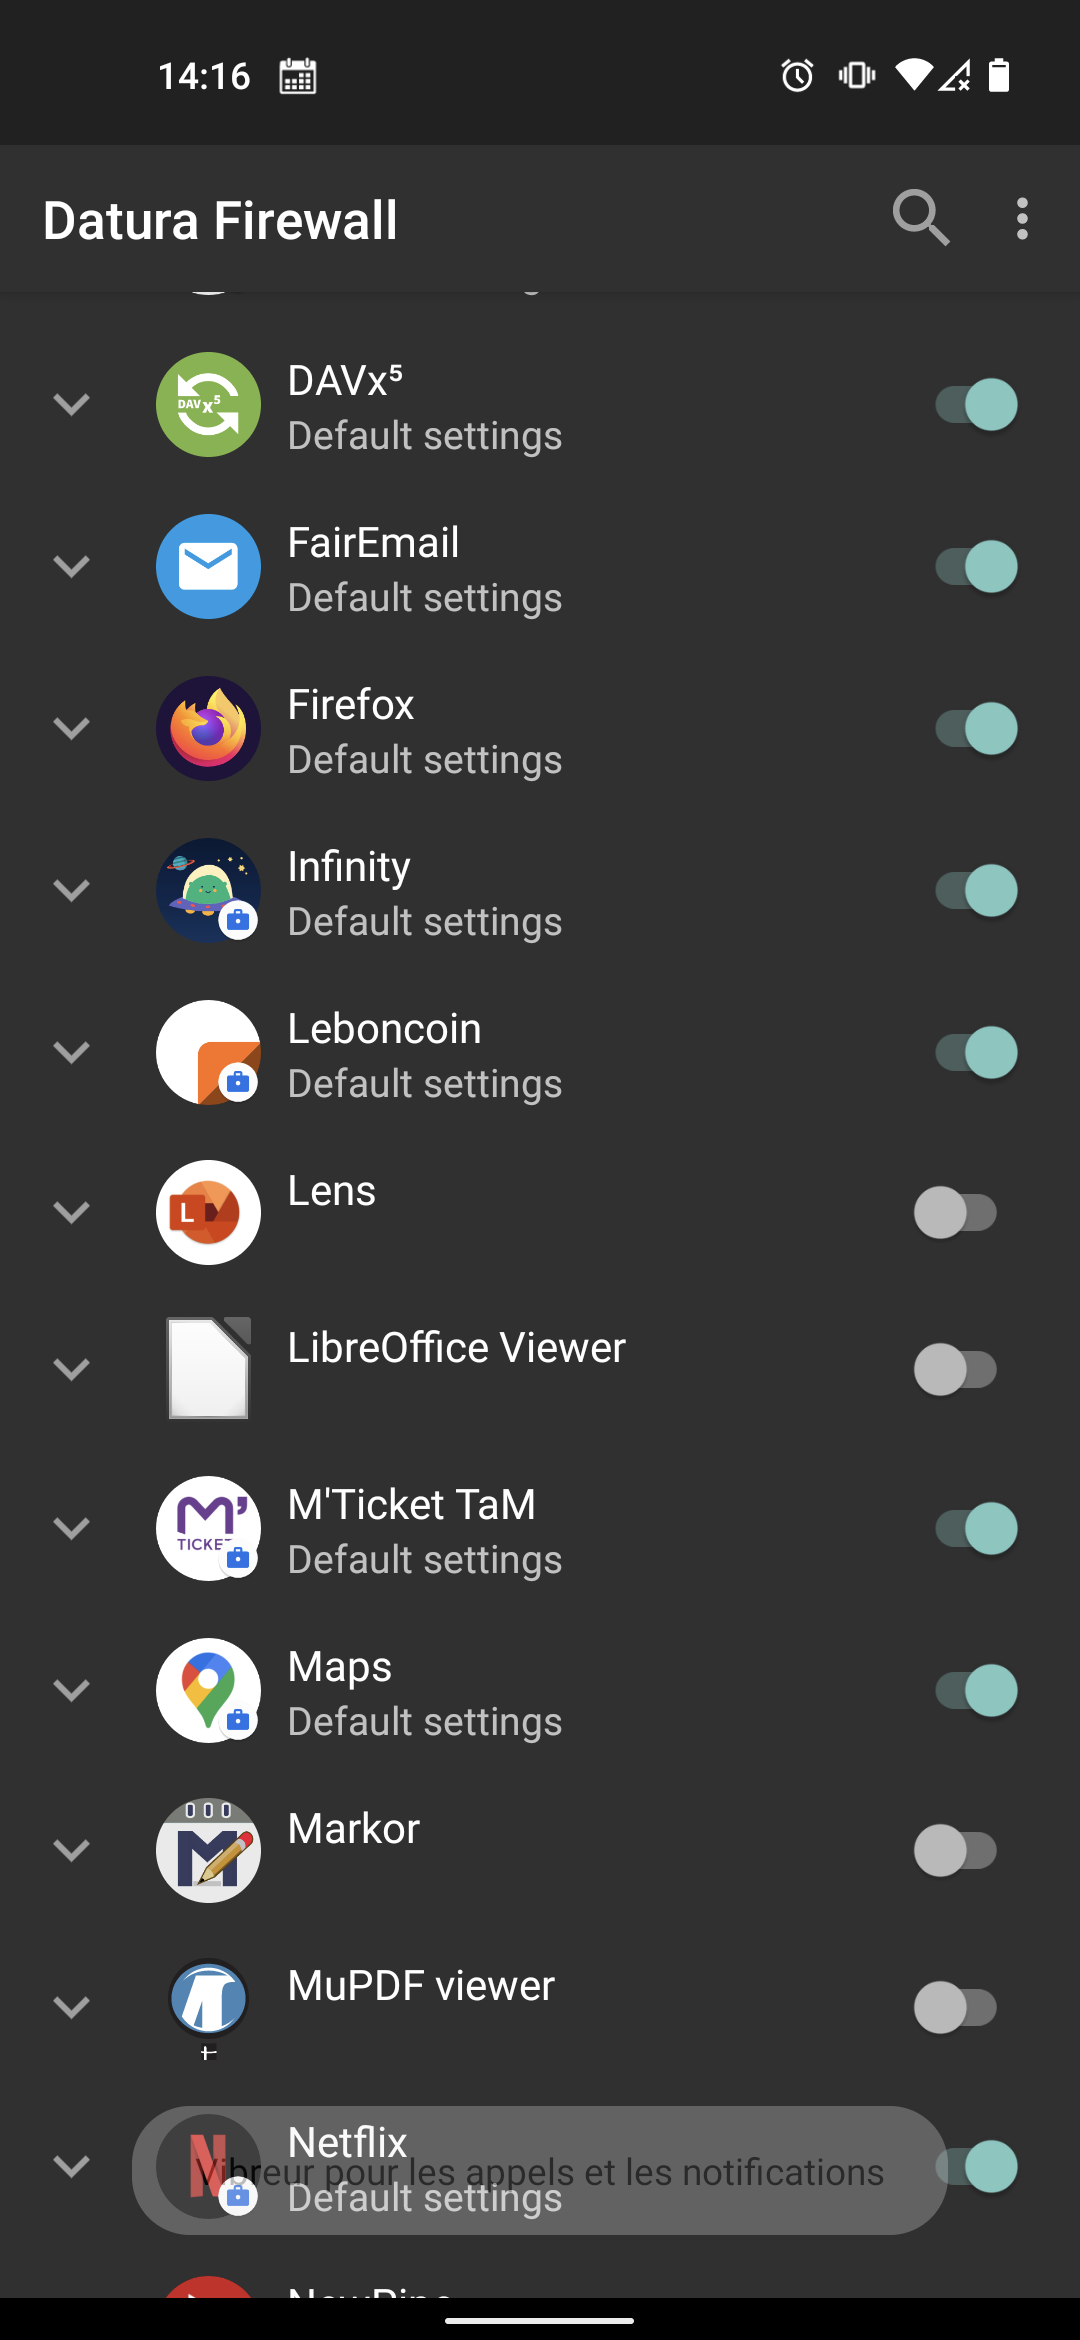 14:16
Datura Firewall
DAVx⁵
Default settings
FairEmail
Default settings
Firefox
Default settings
Infinity
Default settings
Leboncoin
Default settings
Lens
LibreOffice Viewer
M'Ticket TaM
Default settings
Maps
Default settings
Markor
MuPDF viewer
Netflix
Vibreur pour les appels et les notifications
Default settings
NewPipe